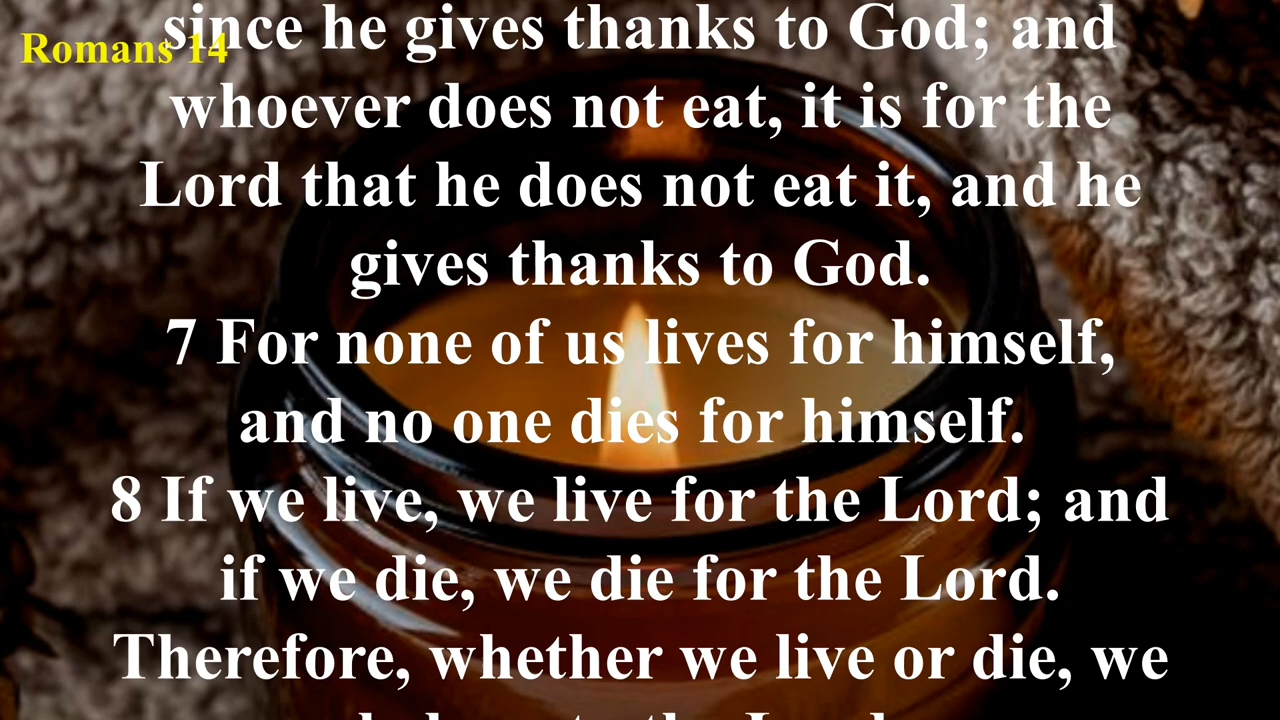 Romans 14
since he gives thanks to God; and
whoever does not eat, it is for the
Lord that he does not eat it, and he
gives thanks to God.
7 For none of us lives for himself,
and no one dies for himself.
8 If we live, we live for the Lord; and
if we die, we die for the Lord.
Therefore, whether we live or die, we